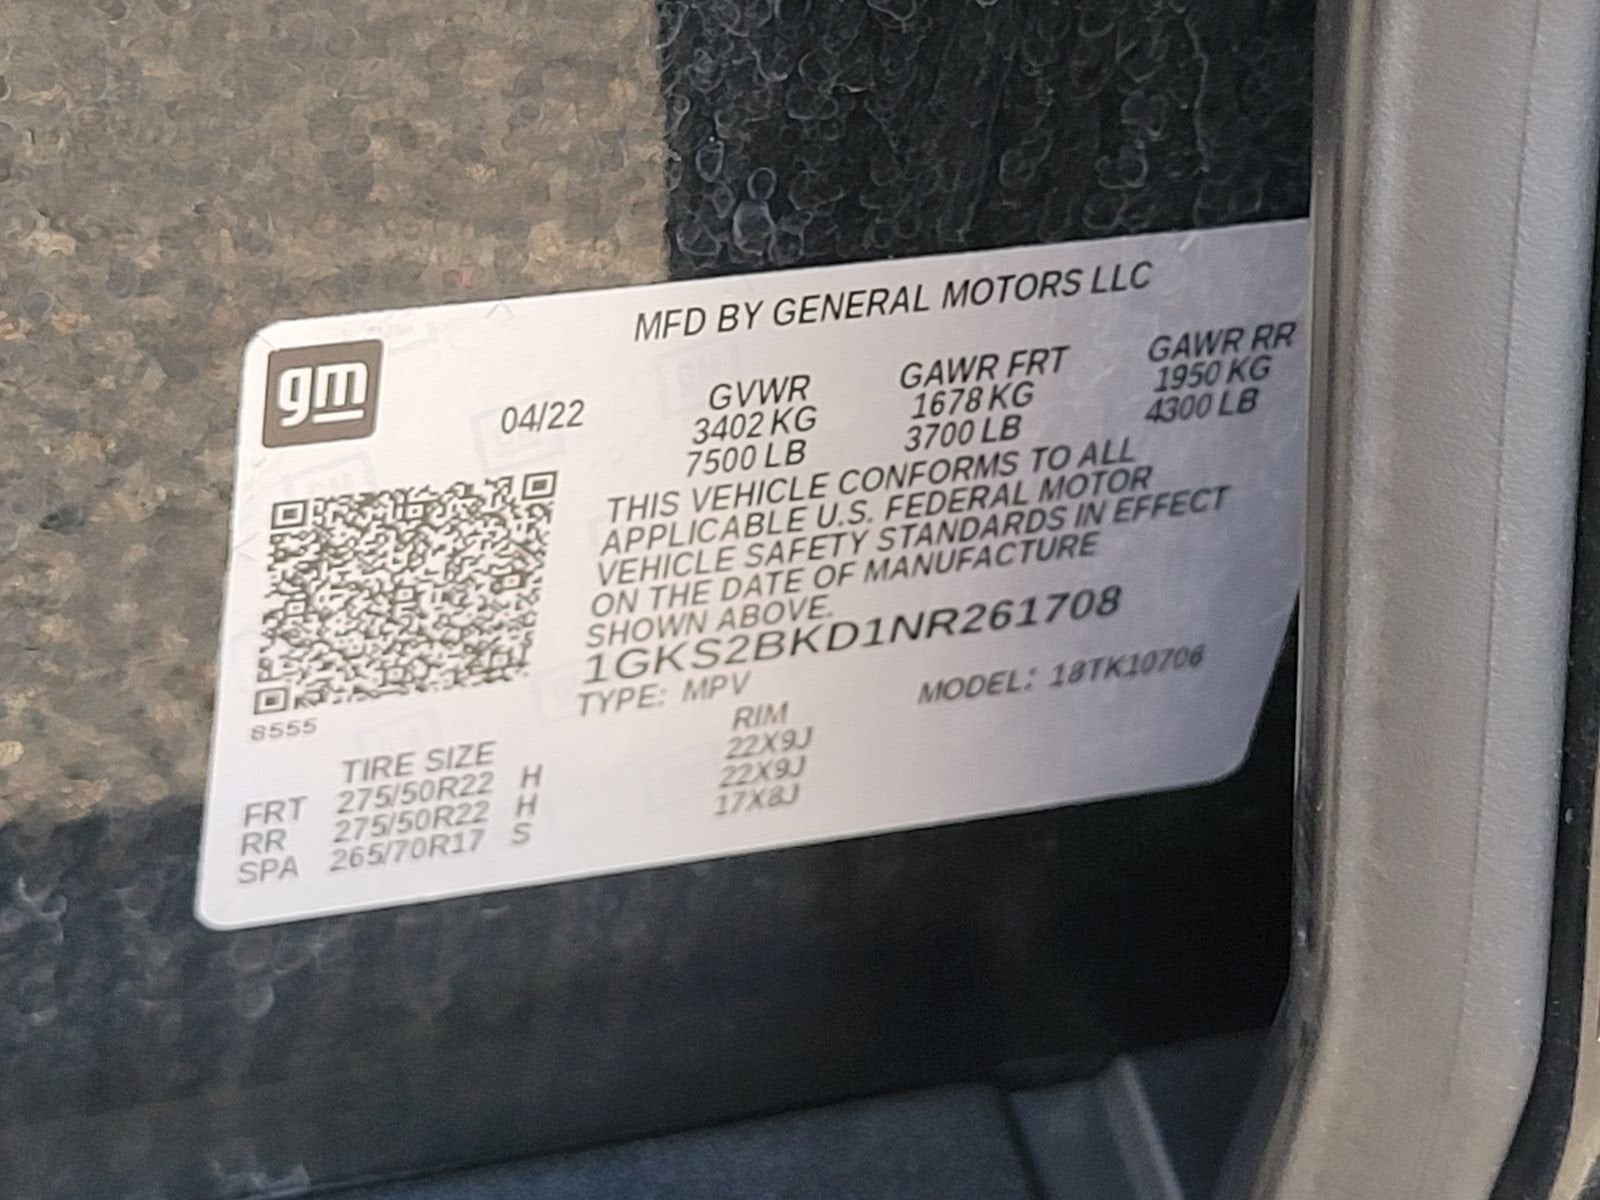 MFD BY GENERAL MOTORS LLC
gm
04/22
GVWR GAWR FRT GAWR RR
3402 KG 1678 KG 1950 KG
7500 LB 3700 LB 4300 LB
THIS VEHICLE CONFORMS TO ALL
APPLICABLE U.S. FEDERAL MOTOR
VEHICLE SAFETY STANDARDS IN EFFECT
ON THE DATE OF MANUFACTURE
SHOWN ABOVE.
1GKS2BKD1NR261708
TYPE: MPV MODEL: 18TK10706
8555
TIRE SIZE RIM
FRT 275/50R22 H 22X9J
RR 275/50R22 H 22X9J
SPA 265/70R17 S 17X8J